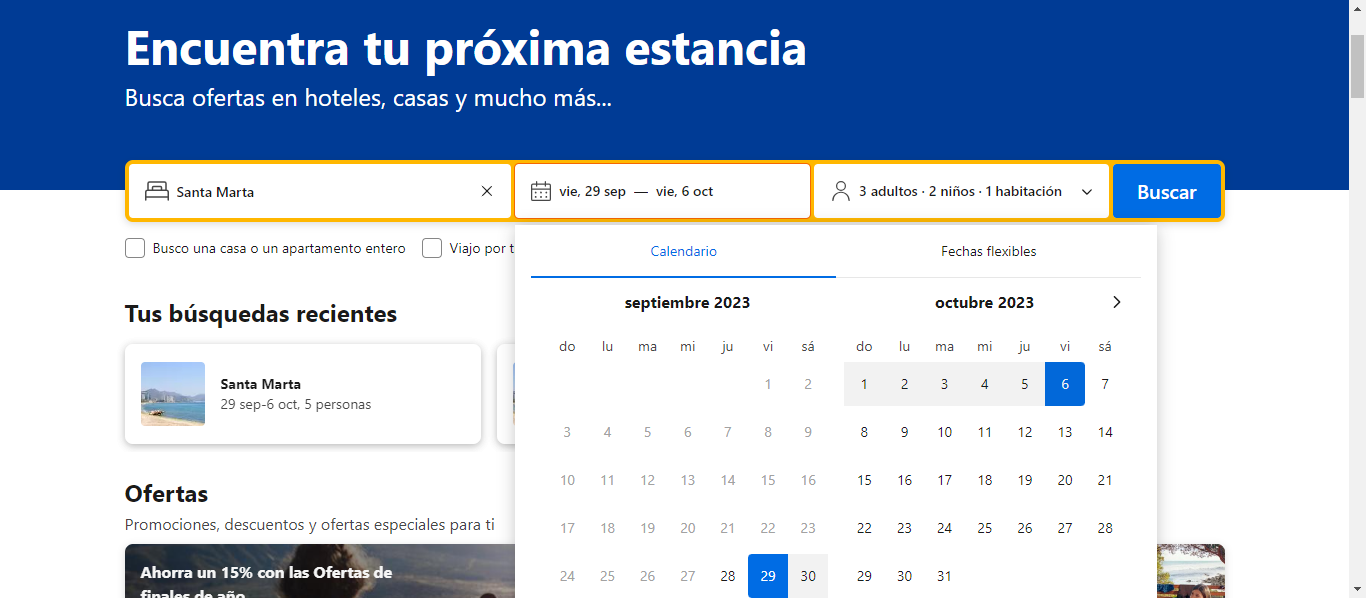 Encuentra tu próxima estancia
Busca ofertas en hoteles, casas y mucho más...
Santa Marta
vie, 29 sep — vie, 6 oct
3 adultos · 2 niños · 1 habitación
Buscar
Busco una casa o un apartamento entero
Viajo por t
Calendario
Fechas flexibles
septiembre 2023
do lu ma mi ju vi sá
1 2
3 4 5 6 7 8 9
10 11 12 13 14 15 16
17 18 19 20 21 22 23
24 25 26 27 28 29 30
octubre 2023
do lu ma mi ju vi sá
1 2 3 4 5 6 7
8 9 10 11 12 13 14
15 16 17 18 19 20 21
22 23 24 25 26 27 28
29 30 31
Tus búsquedas recientes
Santa Marta
29 sep-6 oct, 5 personas
Ofertas
Promociones, descuentos y ofertas especiales para ti
Ahorra un 15% con las Ofertas de
finales de año